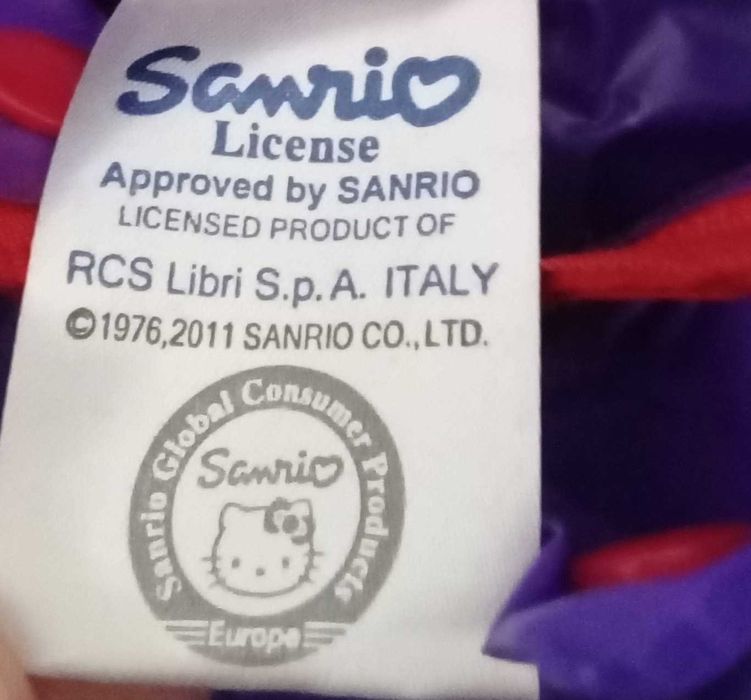 Sanrio
License
Approved by SANRIO
LICENSED PRODUCT OF
RCS Libri S.p.A. ITALY
©1976,2011 SANRIO CO.,LTD.
Sanrio Global Consumer Products
Sanrio
Europe